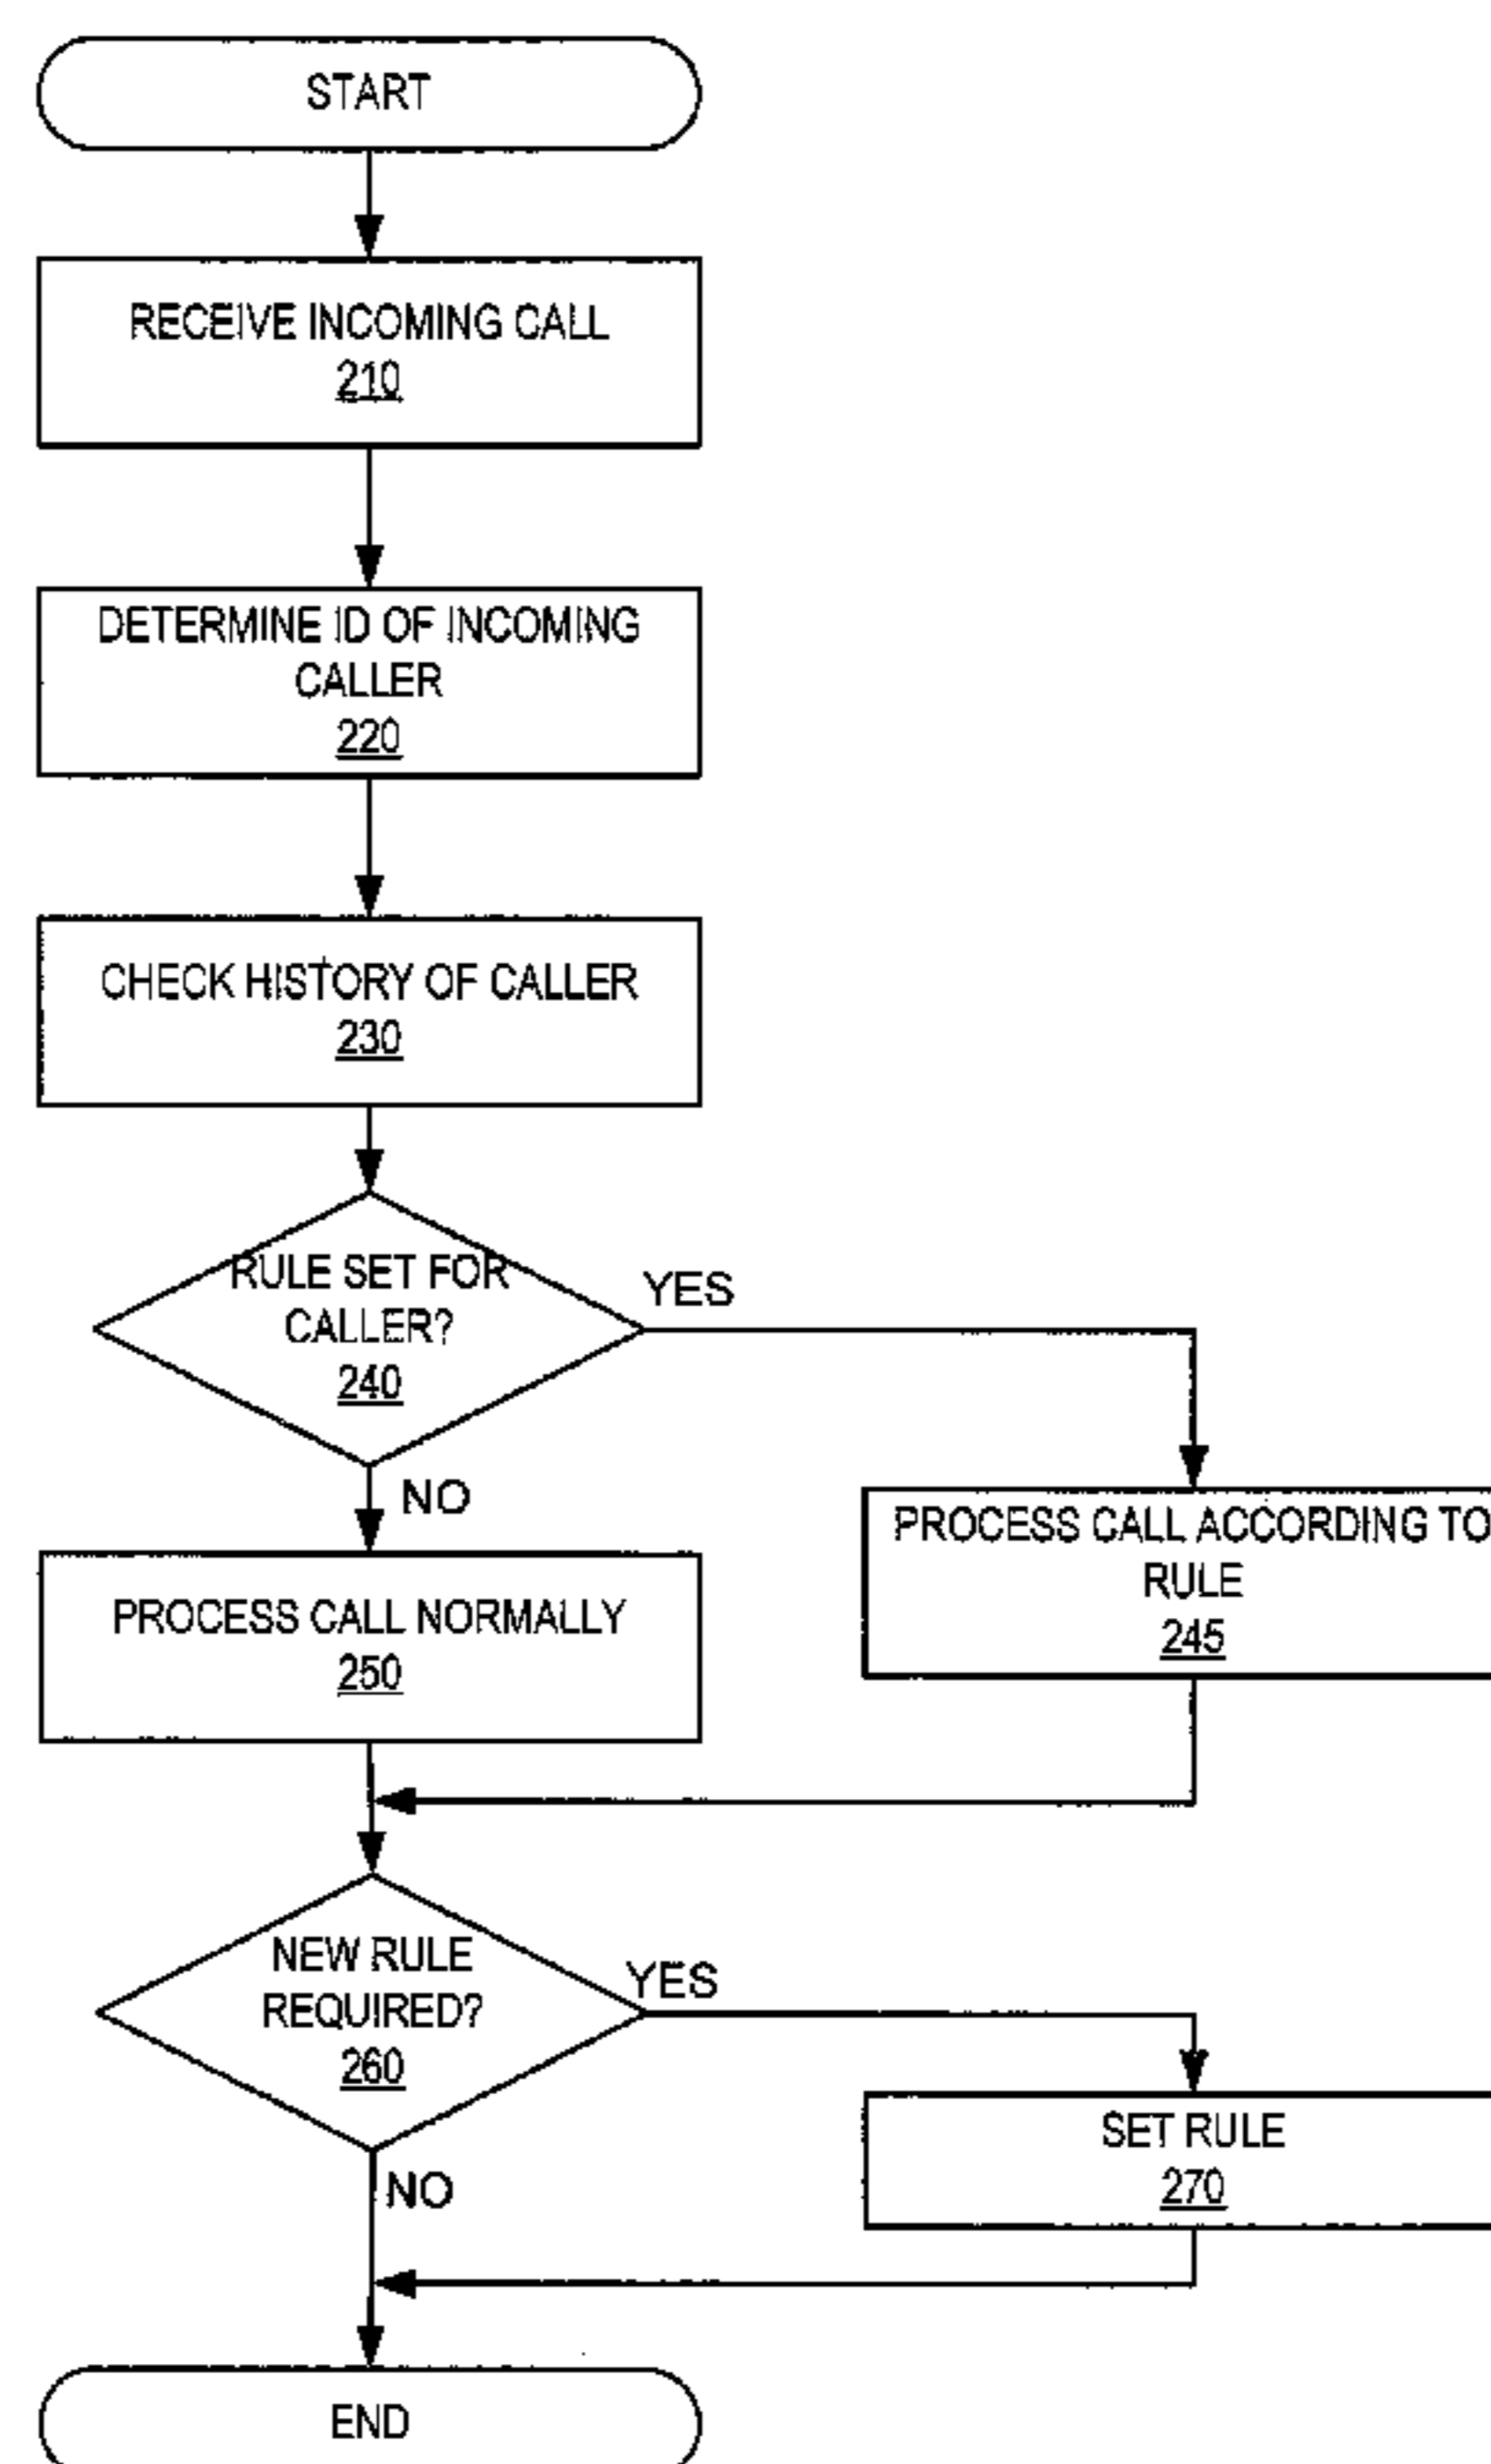 START
RECEIVE INCOMING CALL
210
DETERMINE ID OF INCOMING
CALLER
220
CHECK HISTORY OF CALLER
230
RULE SET FOR
CALLER?
240
YES
NO
PROCESS CALL ACCORDING TO
RULE
245
PROCESS CALL NORMALLY
250
NEW RULE
REQUIRED?
260
YES
NO
SET RULE
270
END